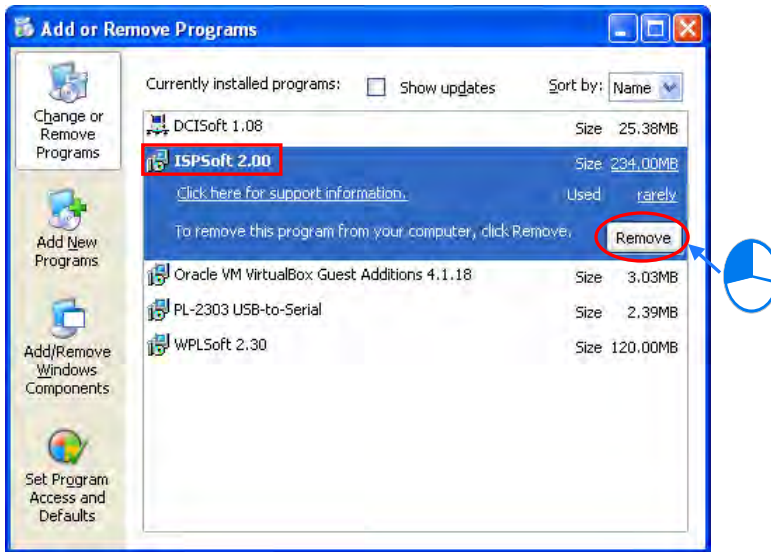 Add or Remove Programs
Change or
Remove
Programs
Add New
Programs
Add/Remove
Windows
Components
Set Program
Access and
Defaults
Currently installed programs: Show updates Sort by: Name
DCISoft 1.08 Size 25.38MB
ISPSoft 2.00 Size 234.00MB
Click here for support information. Used rarely
To remove this program from your computer, click Remove. Remove
Oracle VM VirtualBox Guest Additions 4.1.18 Size 3.03MB
PL-2303 USB-to-Serial Size 2.39MB
WPLSoft 2.30 Size 120.00MB